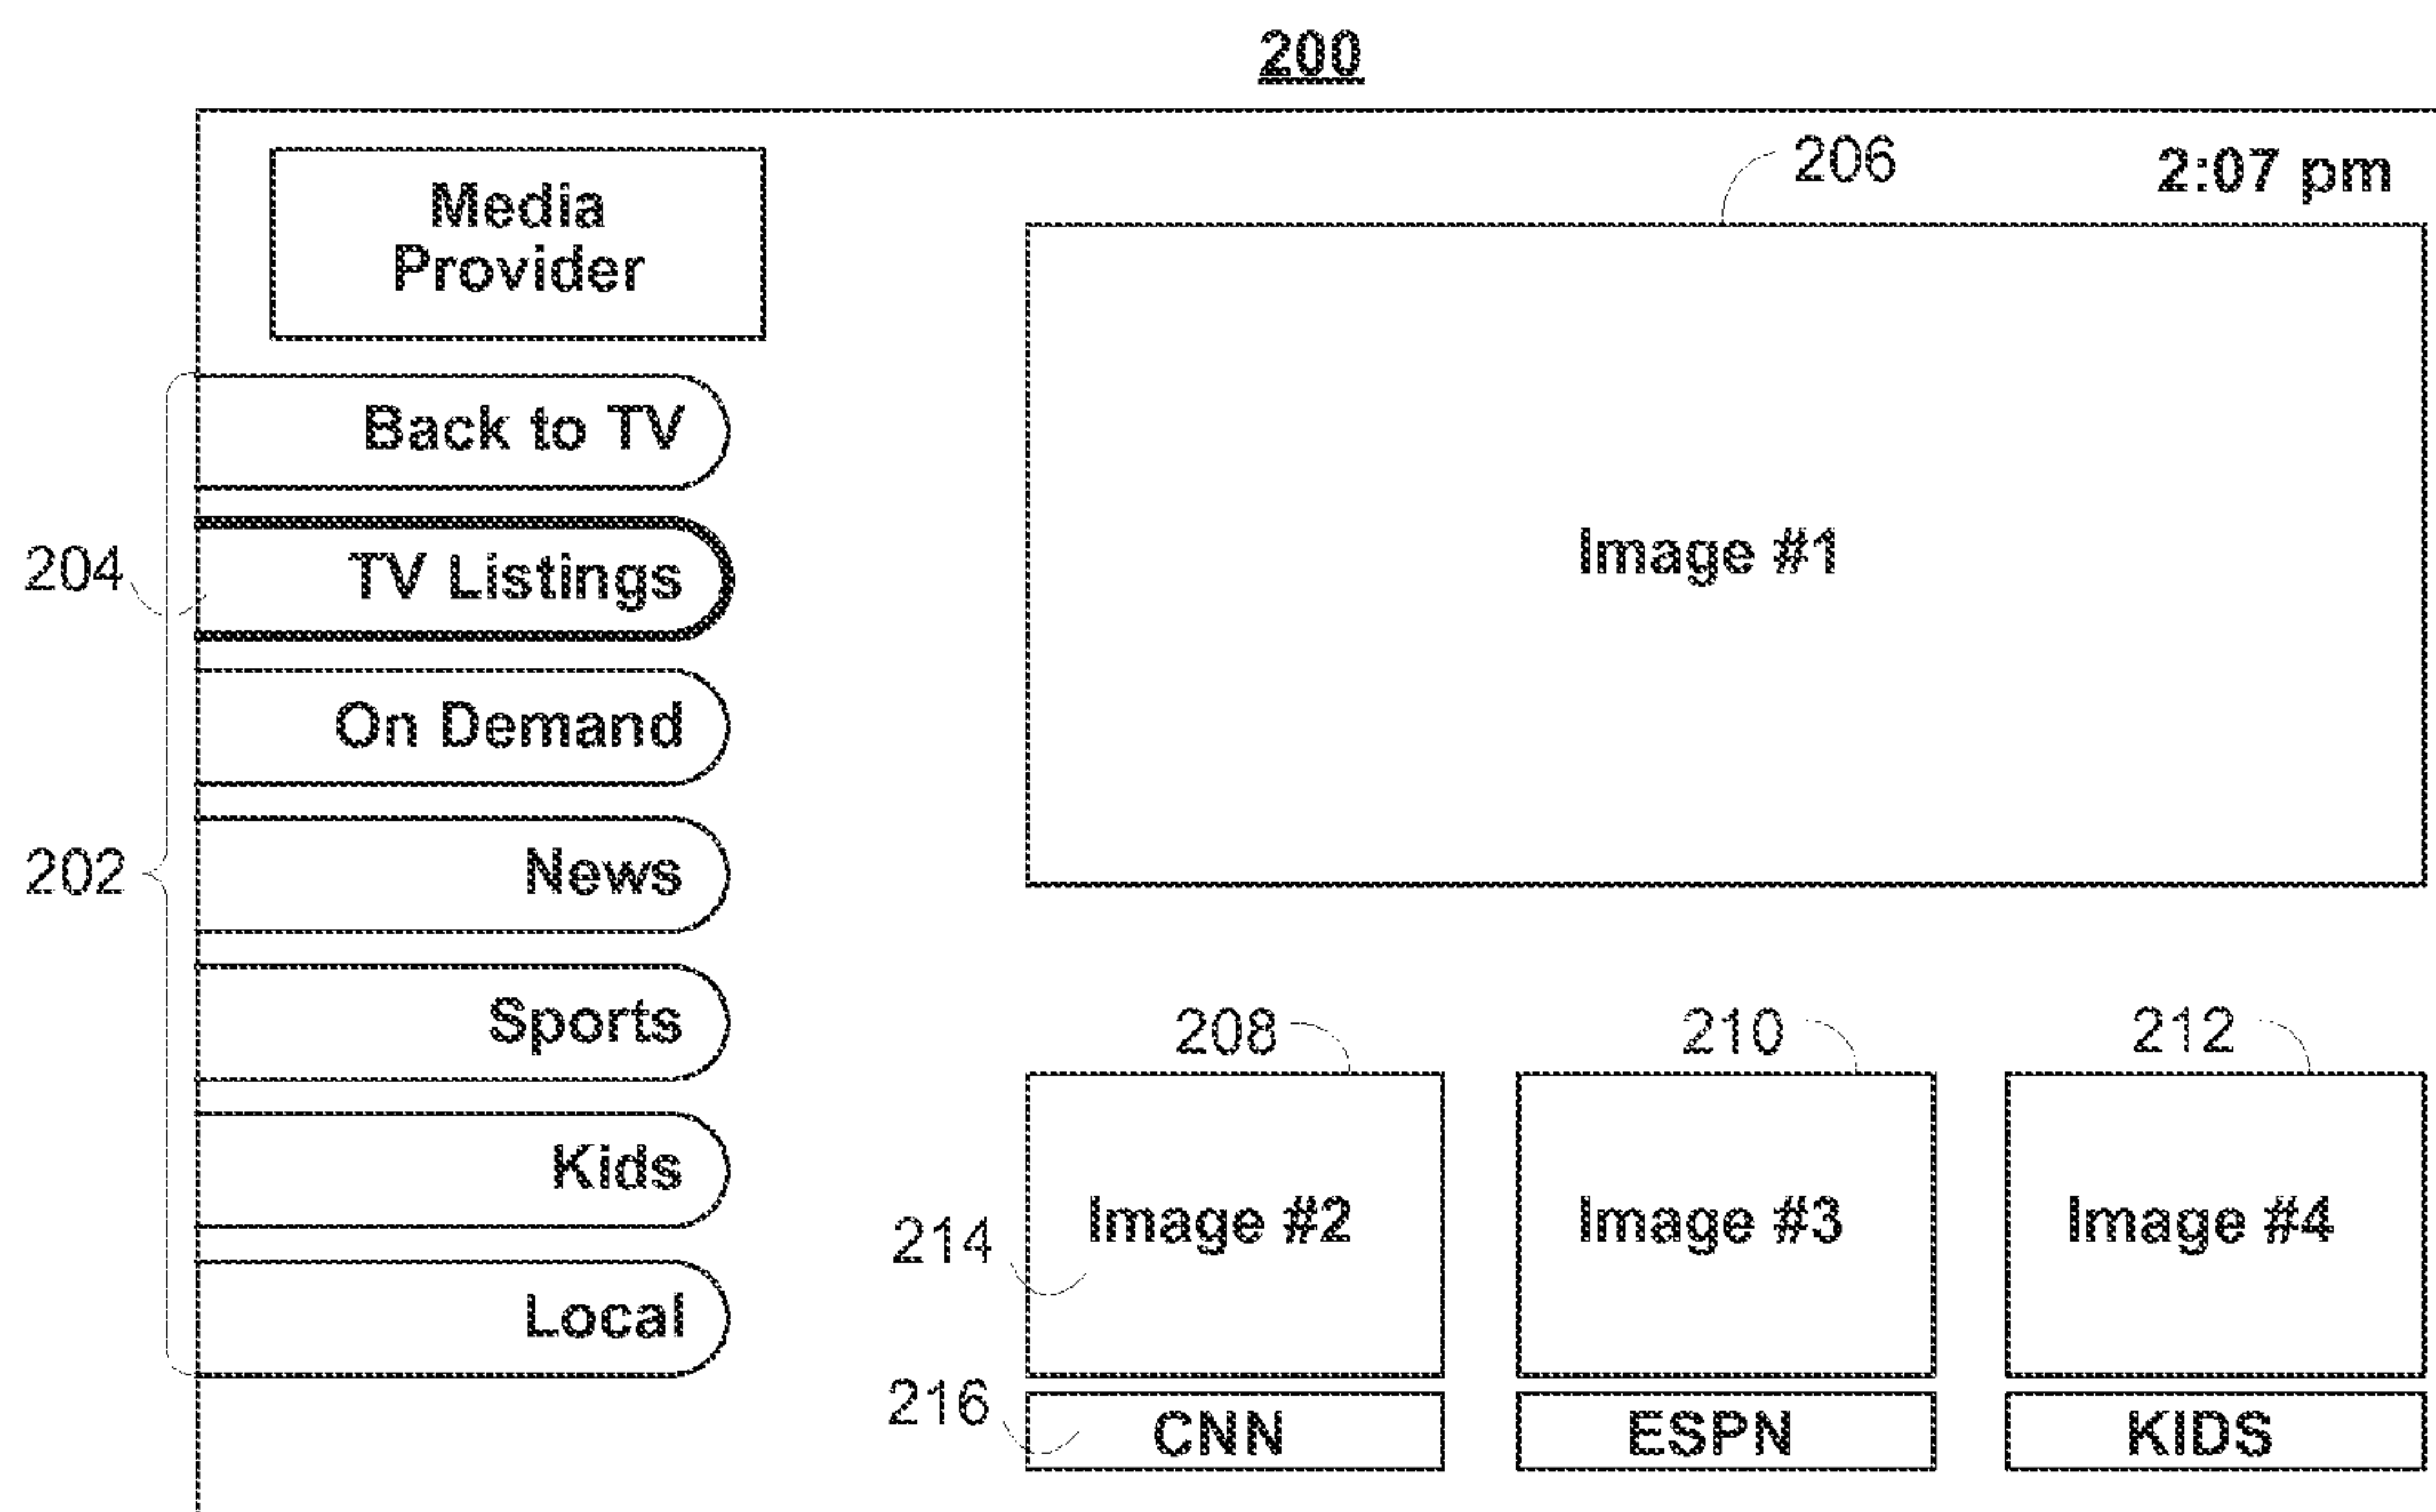 200
206
2:07 pm
Media
Provider
Image #1
Back to TV
204
TV Listings
On Demand
202
News
Sports
Kids
Local
208
210
212
214
Image #2
Image #3
Image #4
216
CNN
ESPN
KIDS